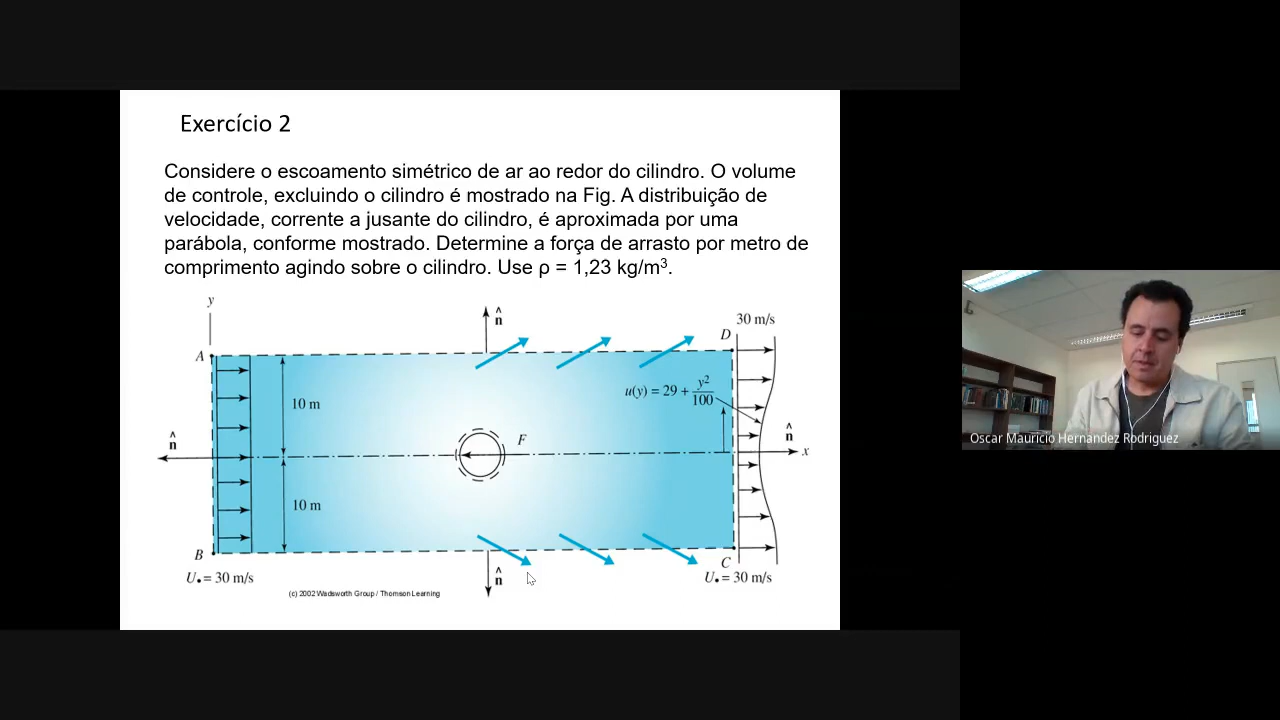 Exercício 2
Considere o escoamento simétrico de ar ao redor do cilindro. O volume
de controle, excluindo o cilindro é mostrado na Fig. A distribuição de
velocidade, corrente a jusante do cilindro, é aproximada por uma
parábola, conforme mostrado. Determine a força de arrasto por metro de
comprimento agindo sobre o cilindro. Use ρ = 1,23 kg/m³.
y
n̂
30 m/s
D
A
u(y) = 29 + y²/100
10 m
n̂
F
n̂
x
10 m
B
C
n̂
U• = 30 m/s
U• = 30 m/s
(c) 2002 Wadsworth Group / Thomson Learning
Oscar Mauricio Hernandez Rodriguez